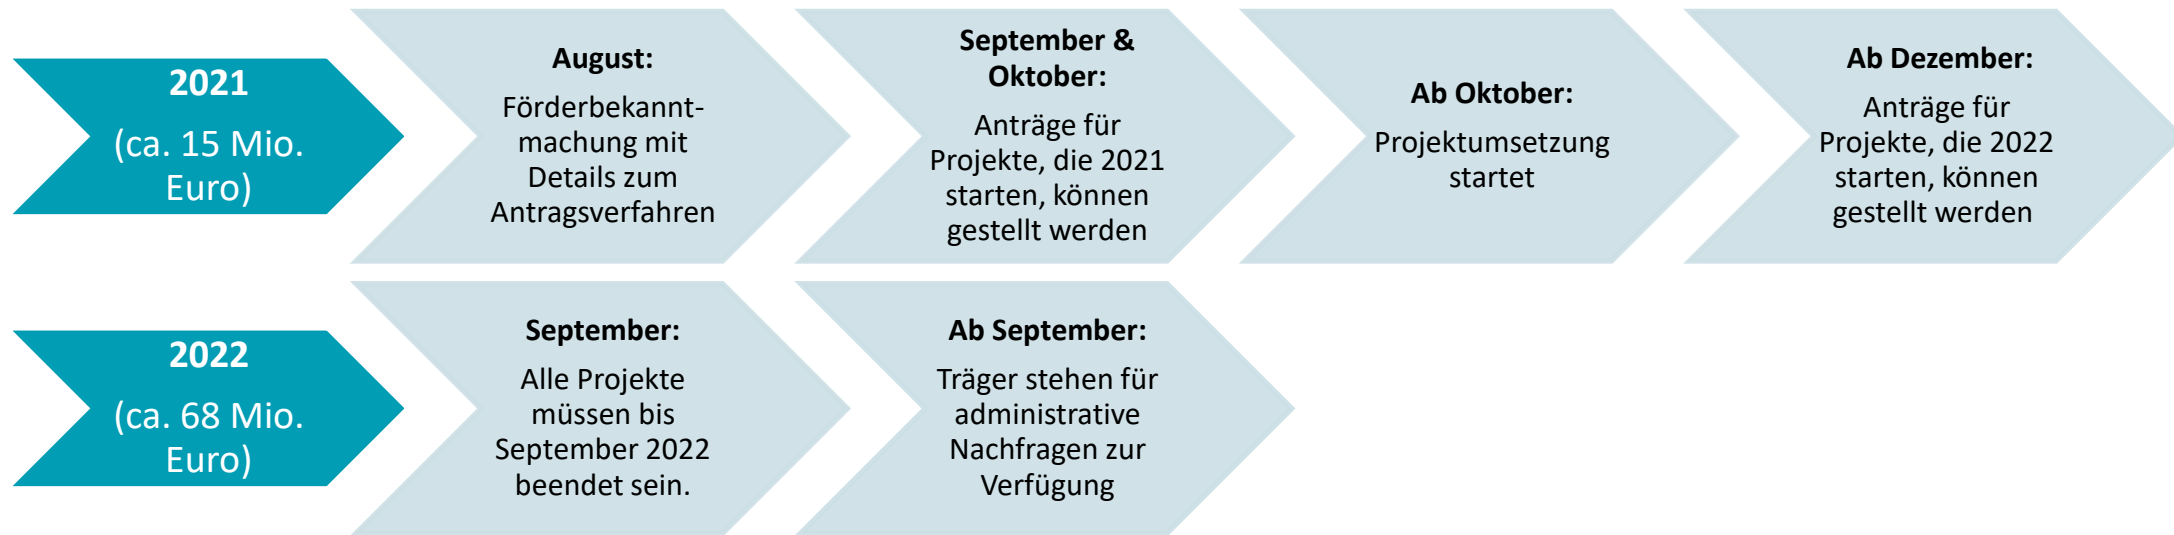 2021
(ca. 15 Mio.
Euro)
August:
Förderbekannt-
machung mit
Details zum
Antragsverfahren
September &
Oktober:
Anträge für
Projekte, die 2021
starten, können
gestellt werden
Ab Oktober:
Projektumsetzung
startet
Ab Dezember:
Anträge für
Projekte, die 2022
starten, können
gestellt werden
2022
(ca. 68 Mio.
Euro)
September:
Alle Projekte
müssen bis
September 2022
beendet sein.
Ab September:
Träger stehen für
administrative
Nachfragen zur
Verfügung